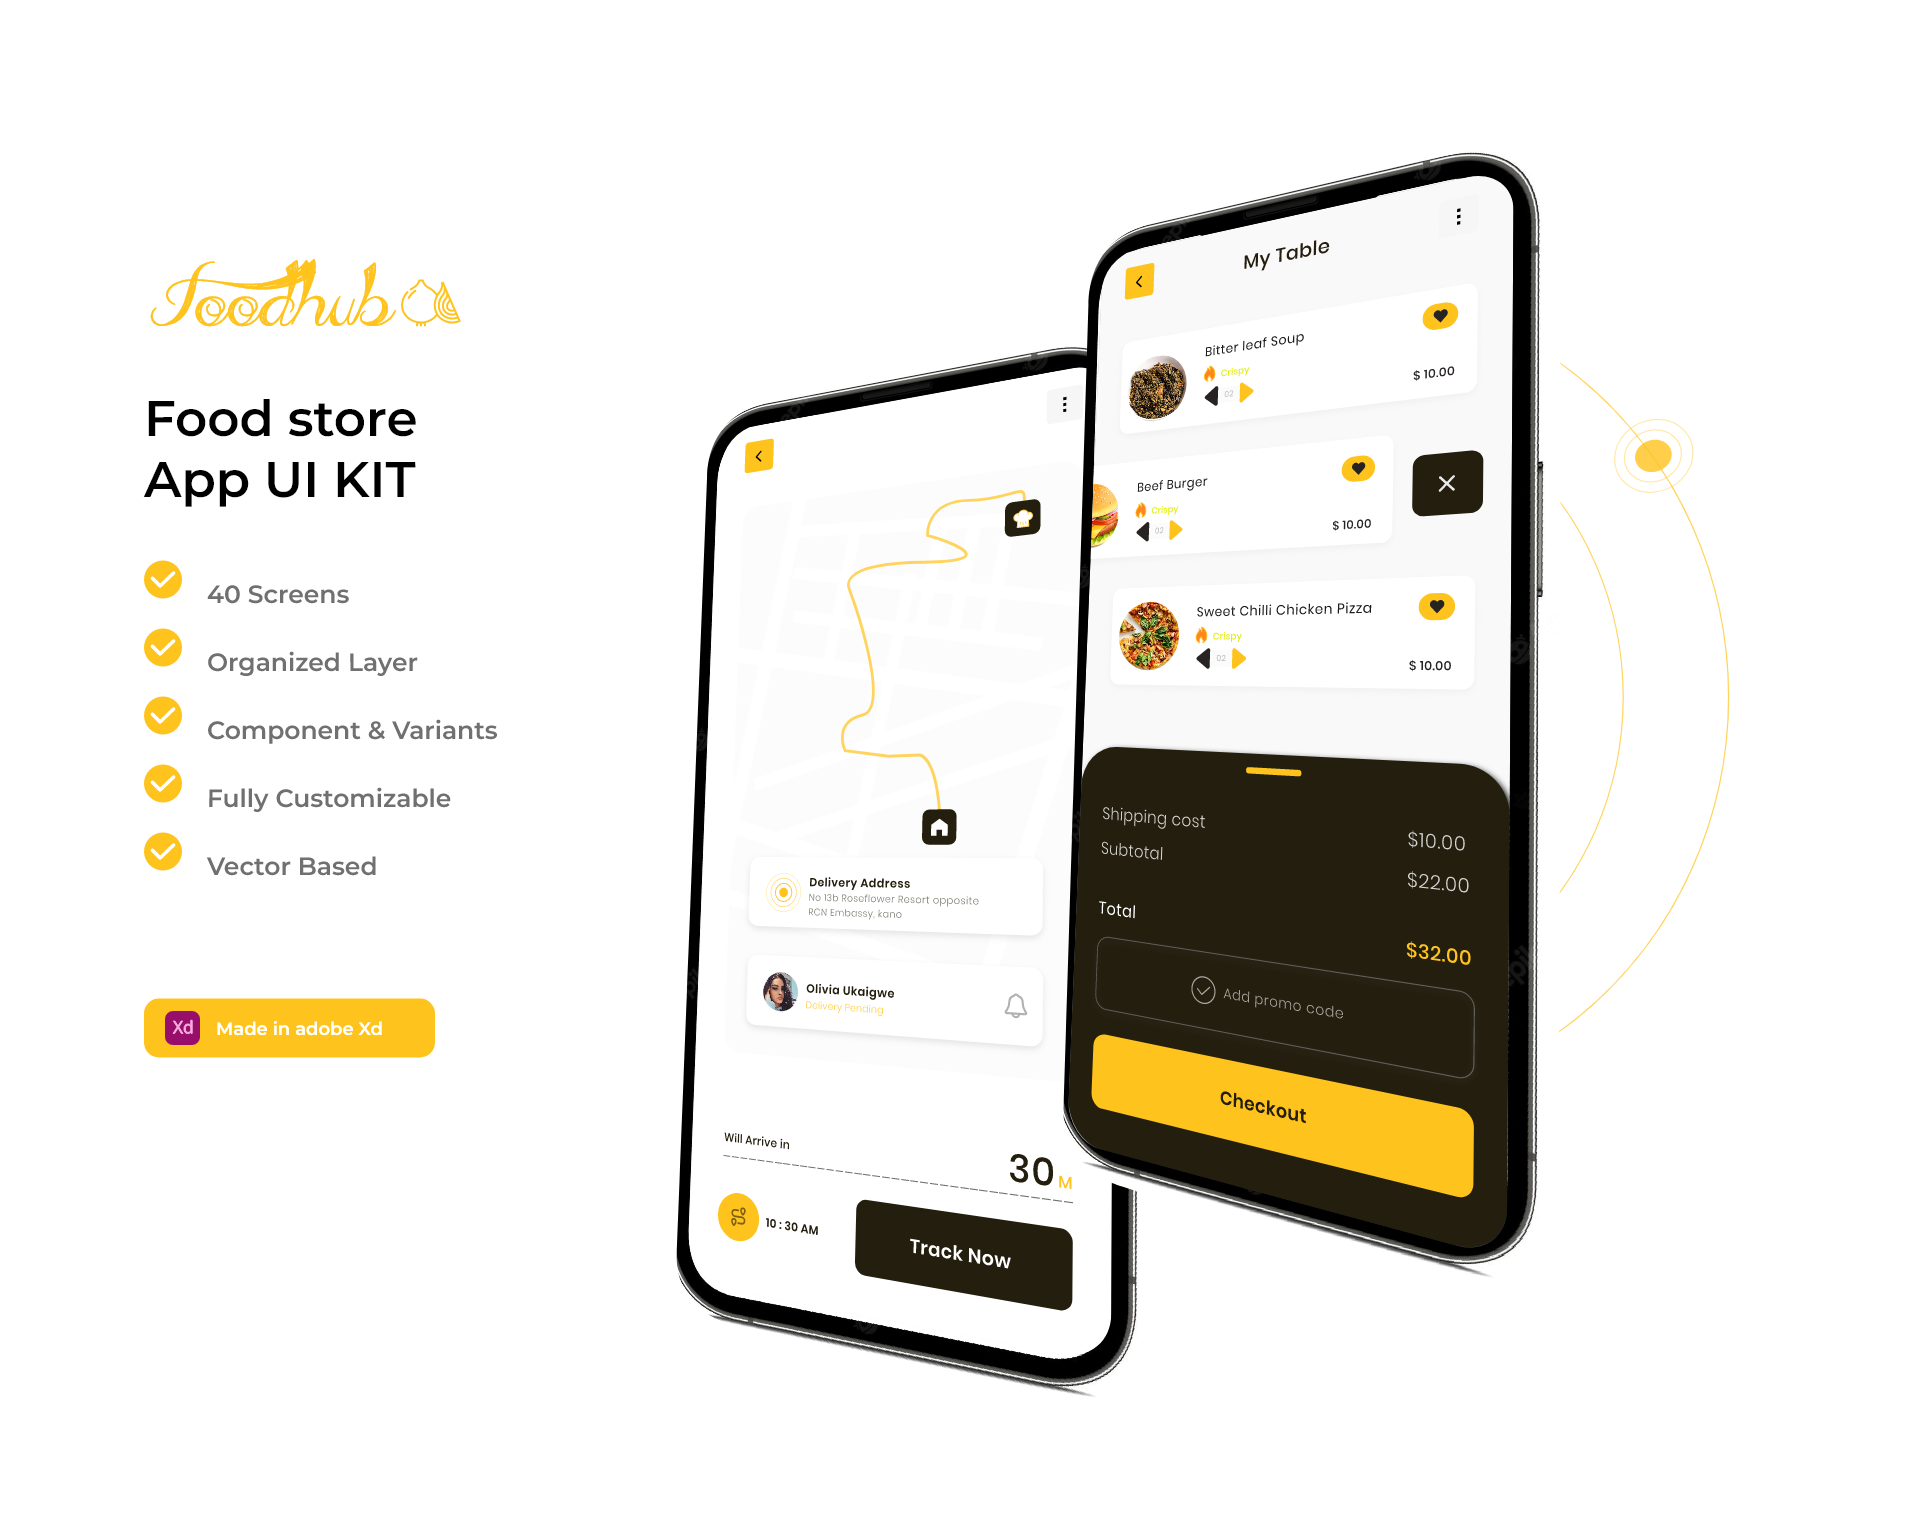 Foodhub
Food store
App UI KIT
40 Screens
Organized Layer
Component & Variants
Fully Customizable
Vector Based
Xd Made in adobe Xd
Delivery Address
No 13b Roseflower Resort opposite
RCN Embassy, kano
Olivia Ukaigwe
Delivery Pending
Will Arrive in
30 M
10 : 30 AM
Track Now
My Table
Bitter leaf Soup
Crispy
02
$ 10.00
Beef Burger
Crispy
02
$ 10.00
Sweet Chilli Chicken Pizza
Crispy
02
$ 10.00
Shipping cost
$10.00
Subtotal
$22.00
Total
$32.00
Add promo code
Checkout